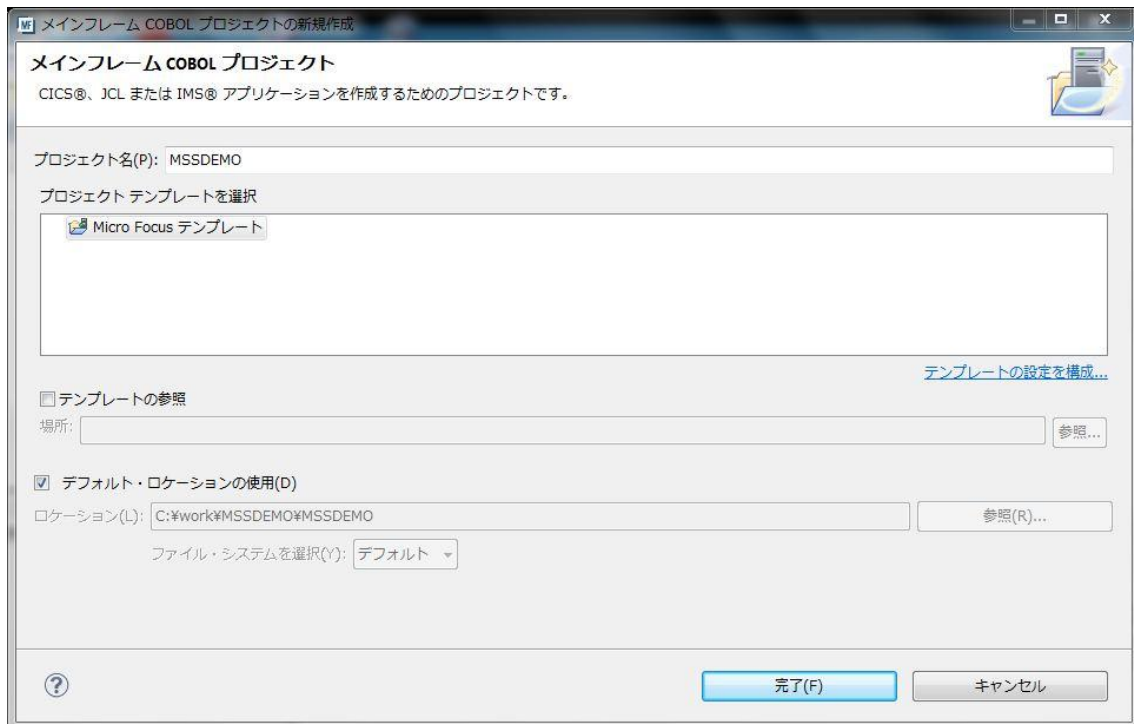 MF メインフレーム COBOL プロジェクトの新規作成
メインフレーム COBOL プロジェクト
CICS®、JCL または IMS® アプリケーションを作成するためのプロジェクトです。
プロジェクト名(P): MSSDEMO
プロジェクト テンプレートを選択
Micro Focus テンプレート
テンプレートの設定を構成...
テンプレートの参照
場所: 参照...
デフォルト・ロケーションの使用(D)
ロケーション(L): C:¥work¥MSSDEMO¥MSSDEMO 参照(R)...
ファイル・システムを選択(Y): デフォルト
? 完了(F) キャンセル